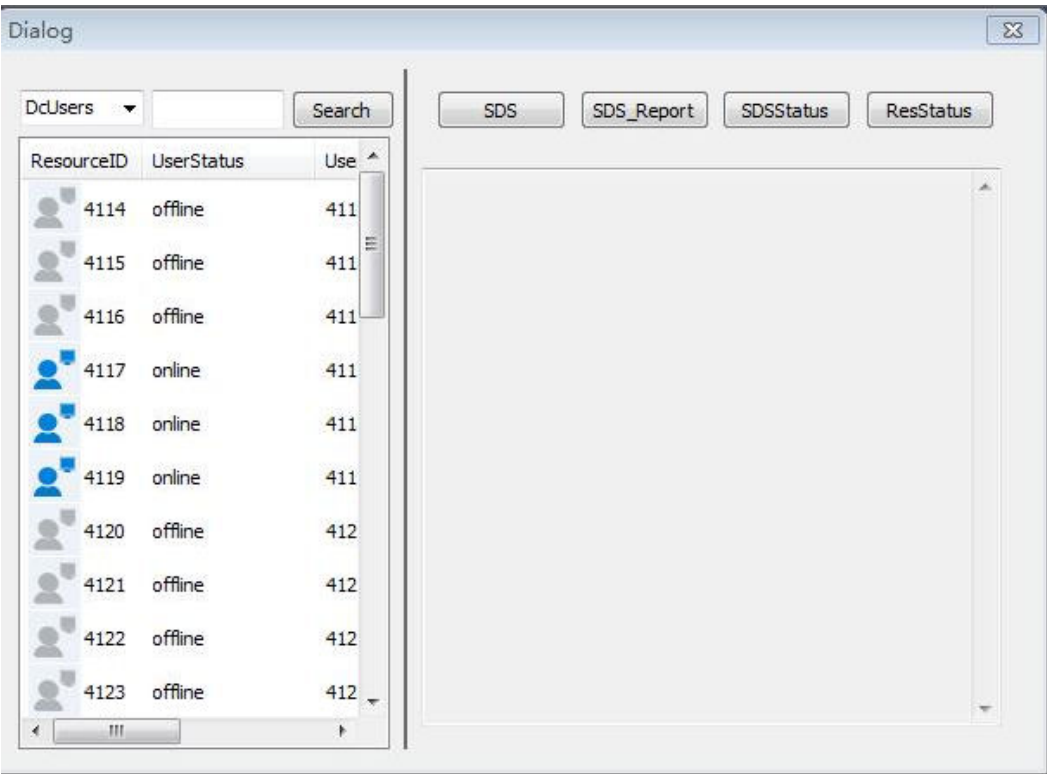 Dialog
DcUsers Search SDS SDS_Report SDSStatus ResStatus
ResourceID UserStatus Use
4114 offline 411
4115 offline 411
4116 offline 411
4117 online 411
4118 online 411
4119 online 411
4120 offline 412
4121 offline 412
4122 offline 412
4123 offline 412